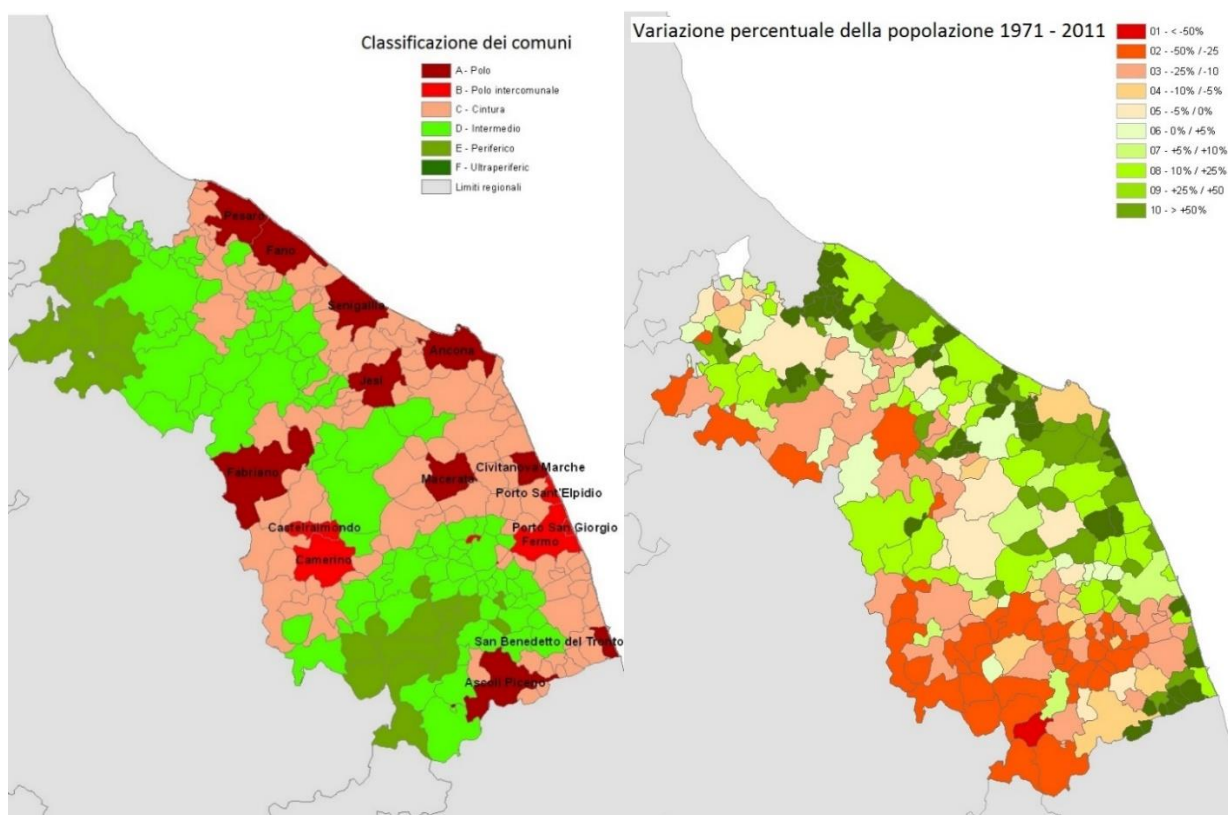 Classificazione dei comuni
A - Polo
B - Polo intercomunale
C - Cintura
D - Intermedio
E - Periferico
F - Ultraperiferic
Limiti regionali
Pesaro
Fano
Senigallia
Ancona
Jesi
Fabriano
Macerata
Civitanova Marche
Porto Sant'Elpidio
Castelraimondo
Porto San Giorgio
Fermo
Camerino
San Benedetto del Tronto
Ascoli Piceno
Variazione percentuale della popolazione 1971 - 2011
01 - < -50%
02 - -50% / -25
03 - -25% / -10
04 - -10% / -5%
05 - -5% / 0%
06 - 0% / +5%
07 - +5% / +10%
08 - 10% / +25%
09 - +25% / +50
10 - > +50%